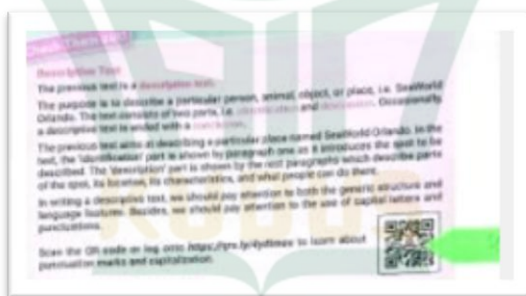 Descriptive Text
The previous text is a descriptive text.
The purpose is to describe a particular person, animal, object, or place, i.e. SeaWorld
Orlando. The text consists of two parts, i.e. identification and description. Occasionally,
a descriptive text is ended with a conclusion.
The previous text aims at describing a particular place named SeaWorld Orlando. In the
text, the 'identification' part is shown by paragraph one as it introduces the spot to be
described. The 'description' part is shown by the next paragraphs which describe parts
of the spot, its location, its characteristics, and what people can do there.
In writing a descriptive text, we should pay attention to both the generic structure and
language features. Besides, we should pay attention to the use of capital letters and
punctuations.
Scan the QR code or log onto to learn about
punctuation marks and capitalization.